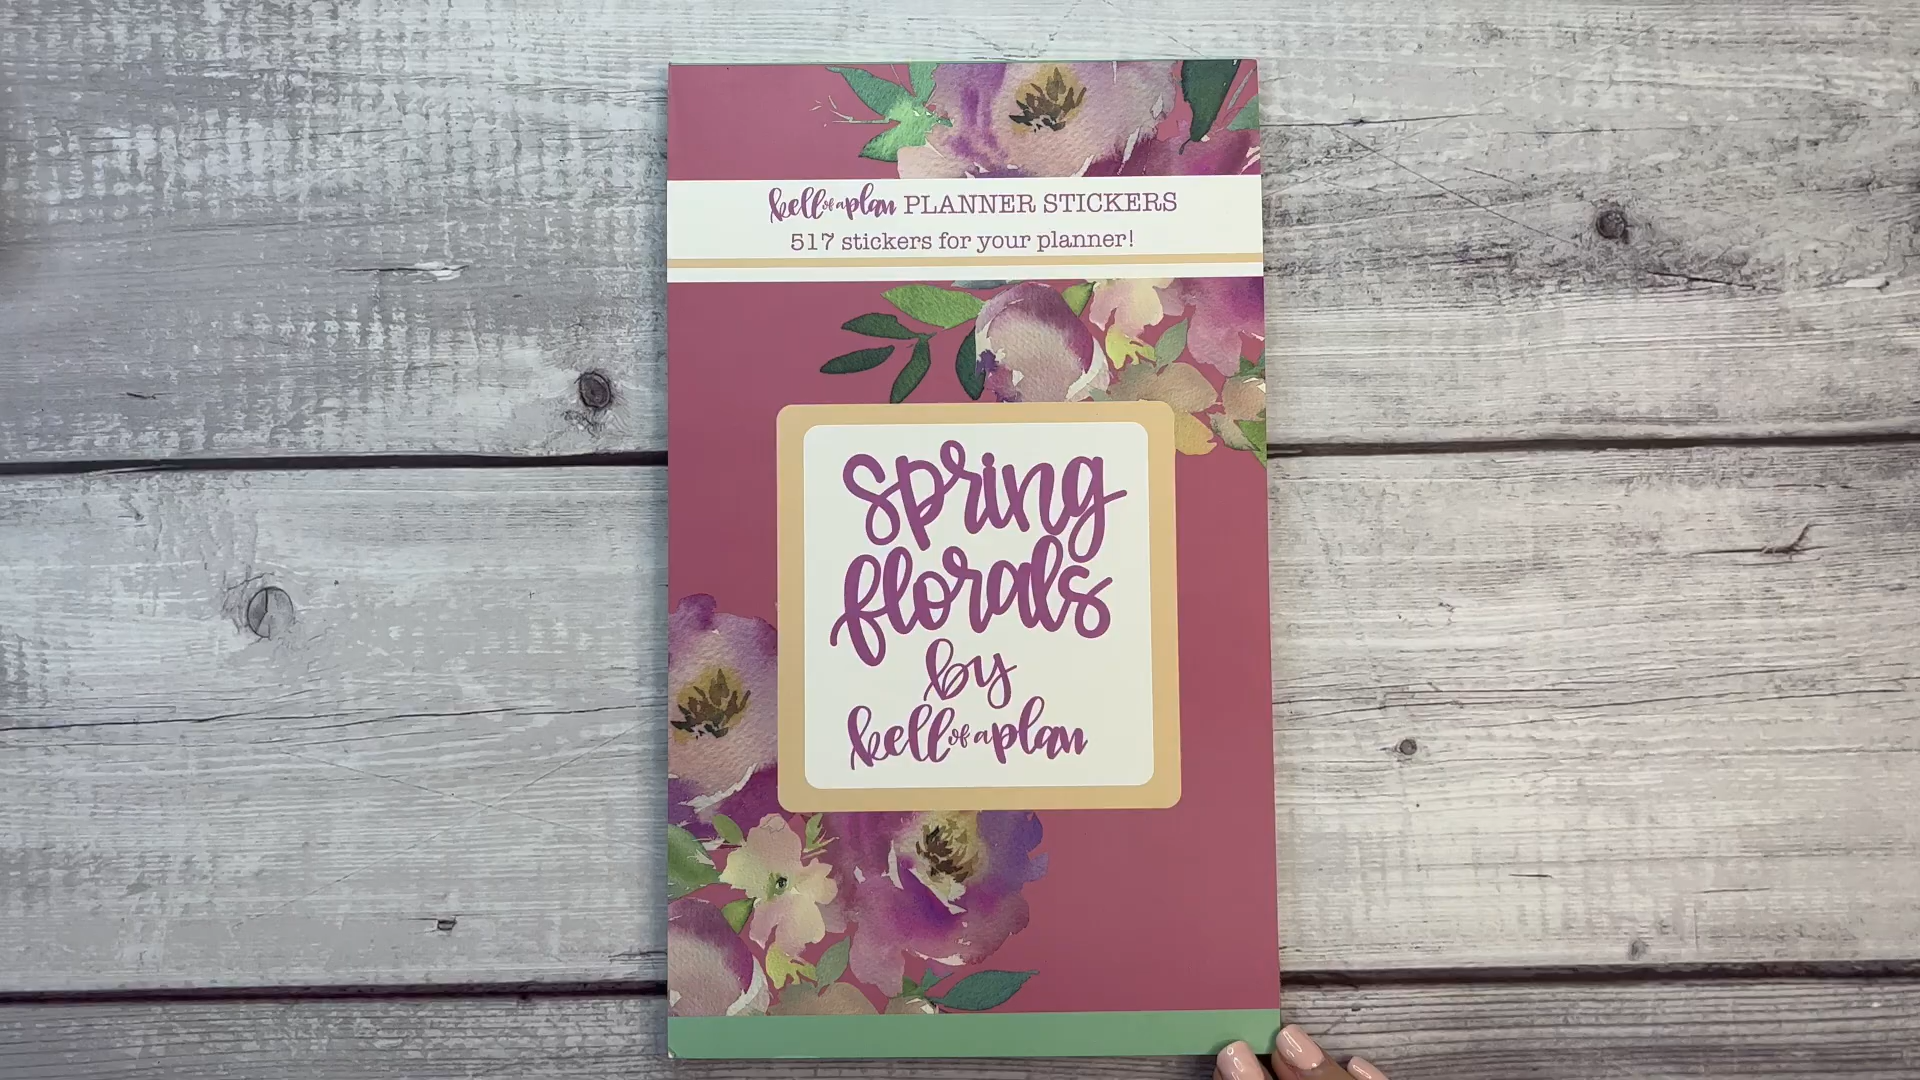 kell of a plan PLANNER STICKERS
517 stickers for your planner!
spring
florals
by
kell of a plan